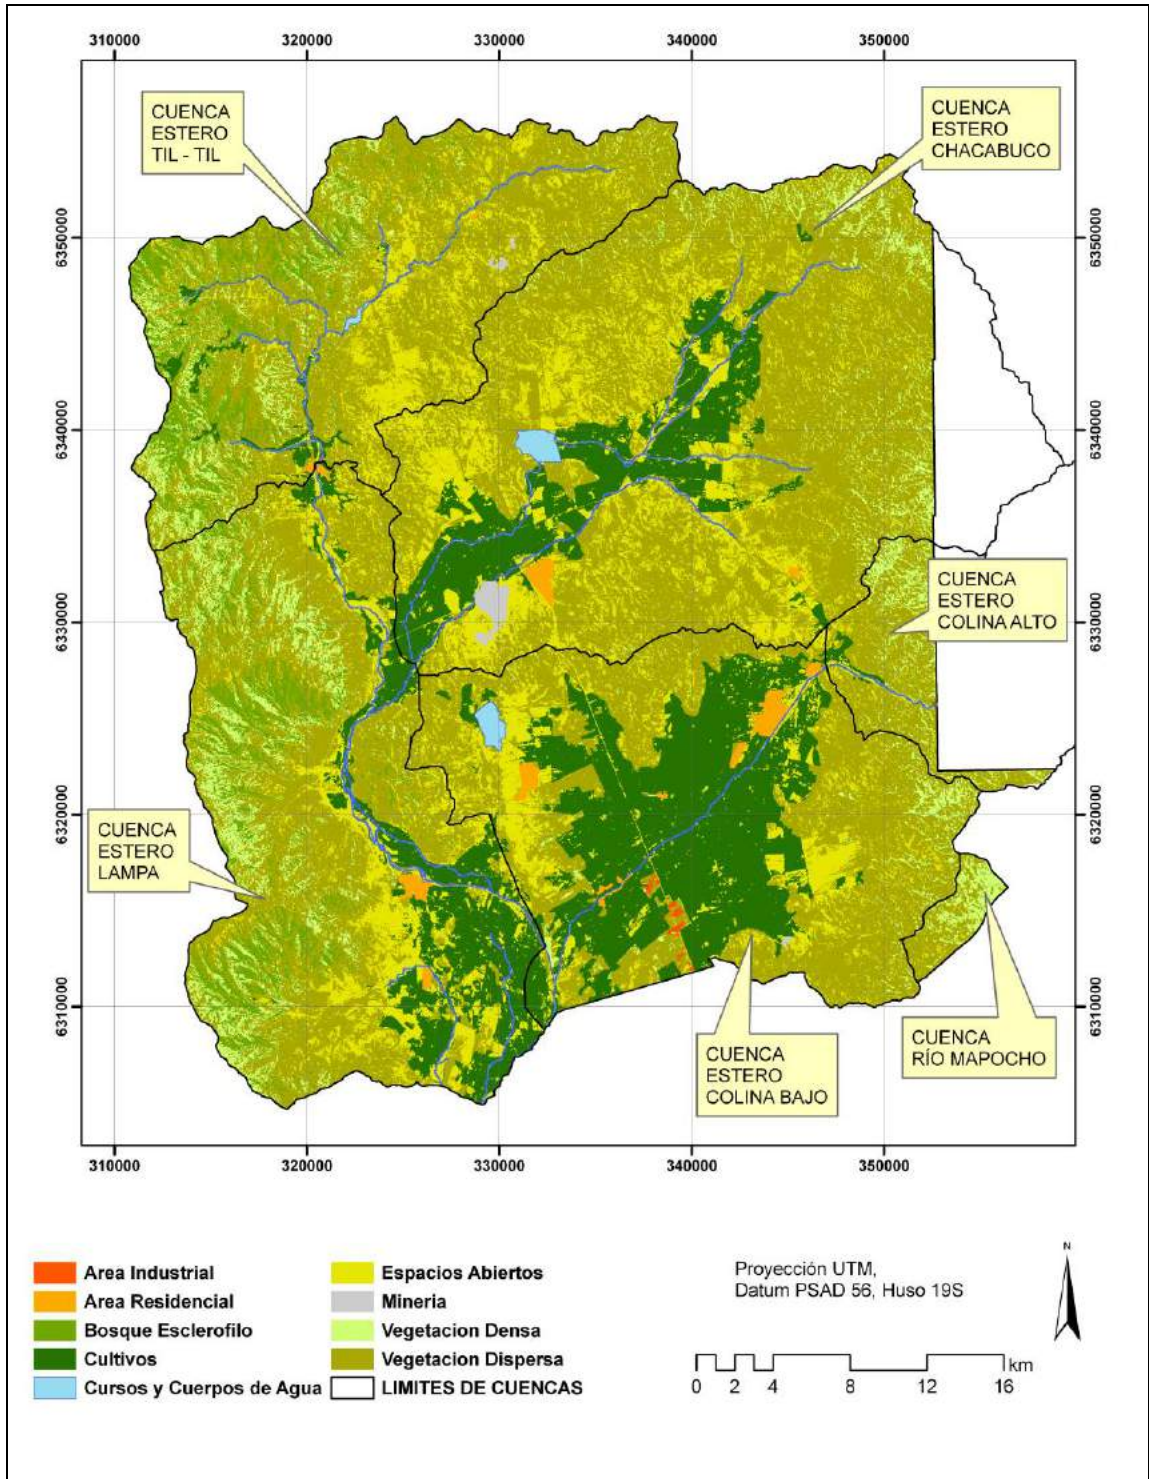 310000 320000 330000 340000 350000
CUENCA
ESTERO
TIL - TIL
CUENCA
ESTERO
CHACABUCO
6350000 6350000
6340000 6340000
CUENCA
ESTERO
COLINA ALTO
6330000 6330000
6320000 6320000
CUENCA
ESTERO
LAMPA
6310000 6310000
CUENCA
RÍO MAPOCHO
CUENCA
ESTERO
COLINA BAJO
310000 320000 330000 340000 350000
Area Industrial
Area Residencial
Bosque Esclerofilo
Cultivos
Cursos y Cuerpos de Agua
Espacios Abiertos
Mineria
Vegetacion Densa
Vegetacion Dispersa
LIMITES DE CUENCAS
Proyección UTM,
Datum PSAD 56, Huso 19S
N
km
0 2 4 8 12 16